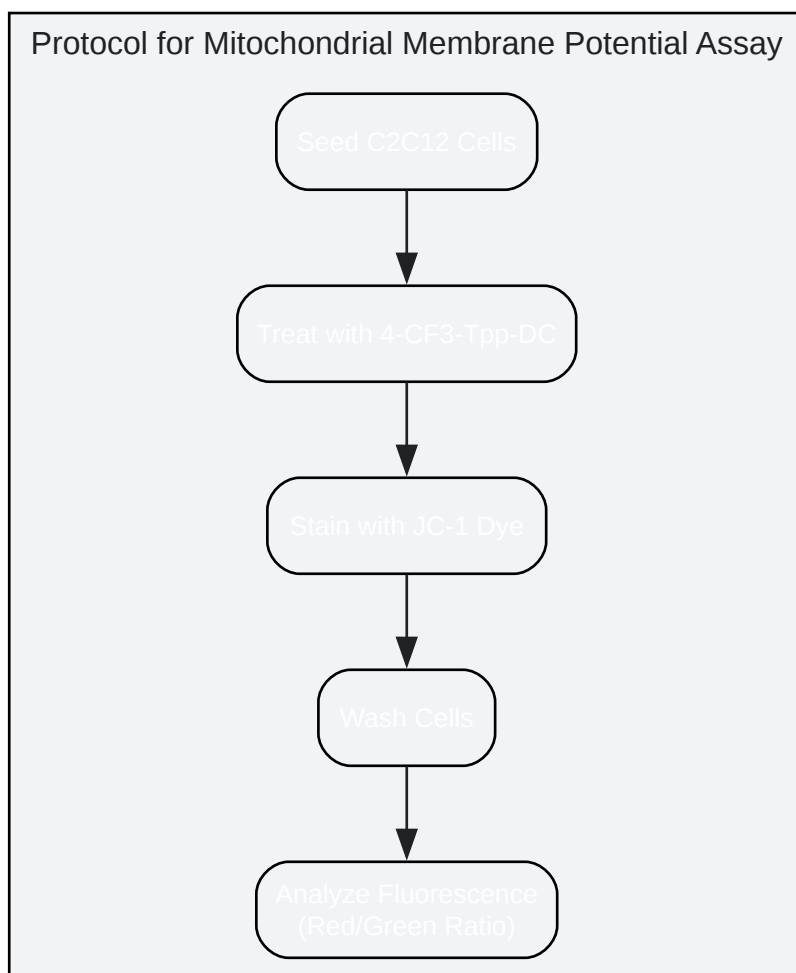 Protocol for Mitochondrial Membrane Potential Assay
Seed C2C12 Cells
Treat with 4-CF3-Tpp-DC
Stain with JC-1 Dye
Wash Cells
Analyze Fluorescence
(Red/Green Ratio)